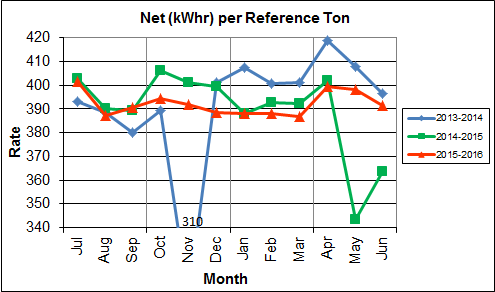 Net (kWhr) per Reference Ton
420
410
400
390
380
370
360
350
340
Rate
310
Jul
Aug
Sep
Oct
Nov
Dec
Jan
Feb
Mar
Apr
May
Jun
Month
2013-2014
2014-2015
2015-2016